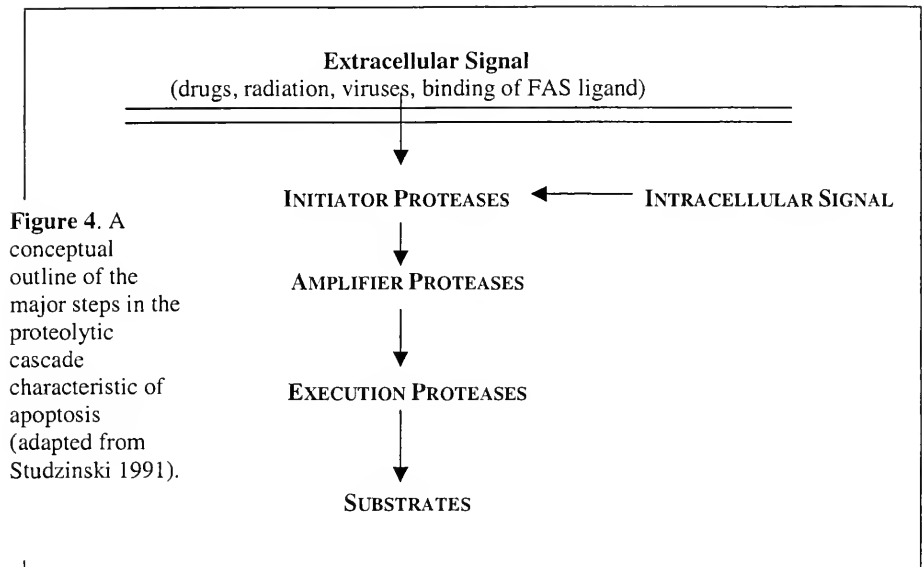 Extracellular Signal
(drugs, radiation, viruses, binding of FAS ligand)
INITIATOR PROTEASES
INTRACELLULAR SIGNAL
AMPLIFIER PROTEASES
EXECUTION PROTEASES
SUBSTRATES
Figure 4. A
conceptual
outline of the
major steps in the
proteolytic
cascade
characteristic of
apoptosis
(adapted from
Studzinski 1991).